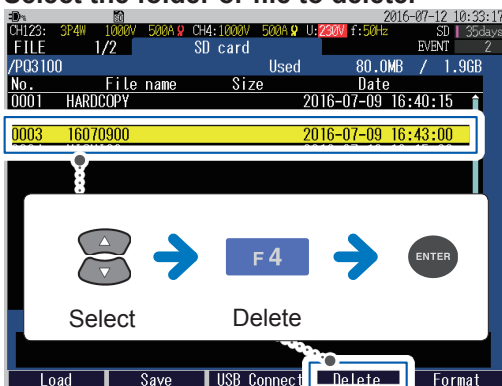 Select the folder or file to delete.
2016-07-12 10:33:17
CH123: 3P4W 1000V 500A CH4:1000V 500A U:230V f:50Hz SD 35days
FILE 1/2 SD card EVENT 2
/PQ3100 Used 80.0MB / 1.9GB
No. File name Size Date
0001 HARDCOPY 2016-07-09 16:40:15
0003 16070900 2016-07-09 16:43:00
F 4
ENTER
Select Delete
Load Save USB Connect Delete Format